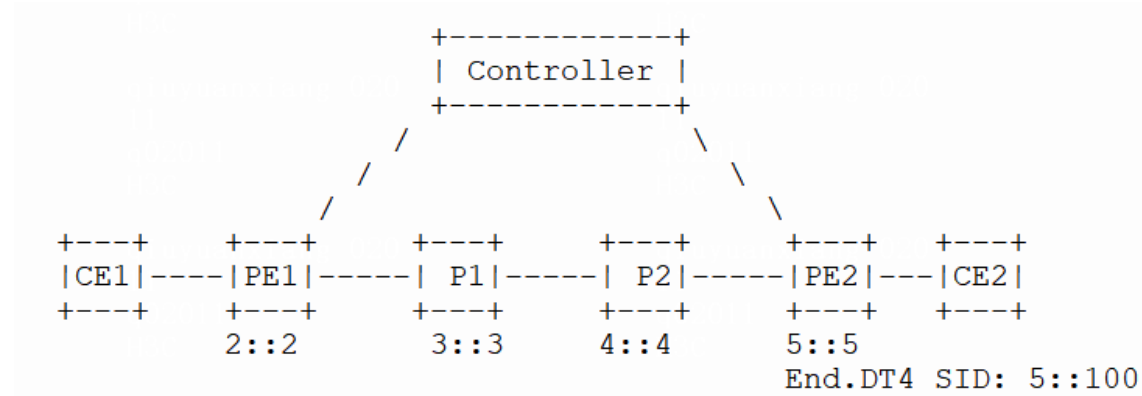 Controller
CE1 PE1 P1 P2 PE2 CE2
2::2 3::3 4::4 5::5
End.DT4 SID: 5::100